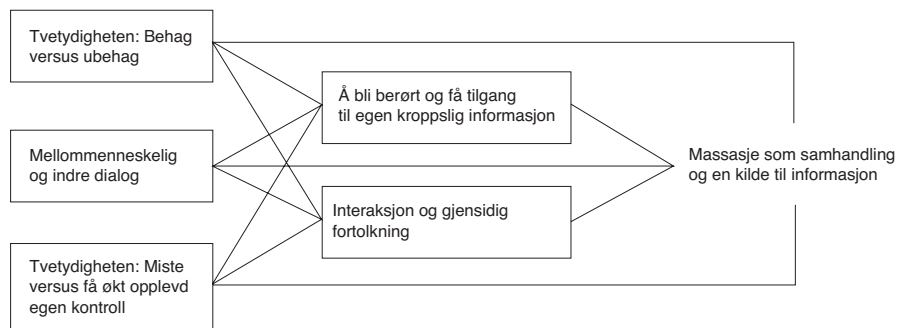 Tvetydigheten: Behag
versus ubehag
Mellommenneskelig
og indre dialog
Tvetydigheten: Miste
versus få økt opplevd
egen kontroll
Å bli berørt og få tilgang
til egen kroppslig informasjon
Interaksjon og gjensidig
fortolkning
Massasje som samhandling
og en kilde til informasjon